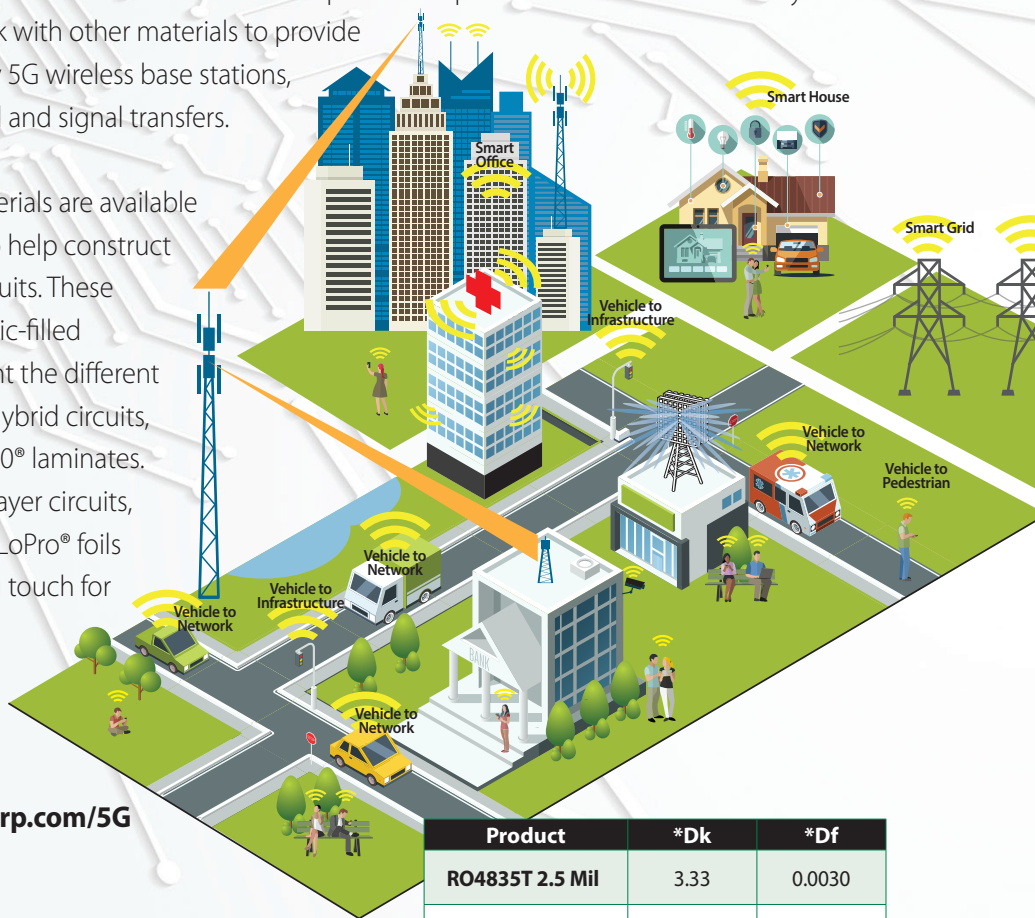 k with other materials to provide
5G wireless base stations,
and signal transfers.
erials are available
help construct
uits. These
ic-filled
nt the different
ybrid circuits,
0® laminates.
ayer circuits,
LoPro® foils
touch for
rp.com/5G
Smart
Office
Smart House
Smart Grid
Vehicle to
Infrastructure
Vehicle to
Network
Vehicle to
Pedestrian
Vehicle to
Network
Vehicle to
Infrastructure
Vehicle to
Network
BANK
Vehicle to
Network
Product *Dk *Df
RO4835T 2.5 Mil 3.33 0.0030